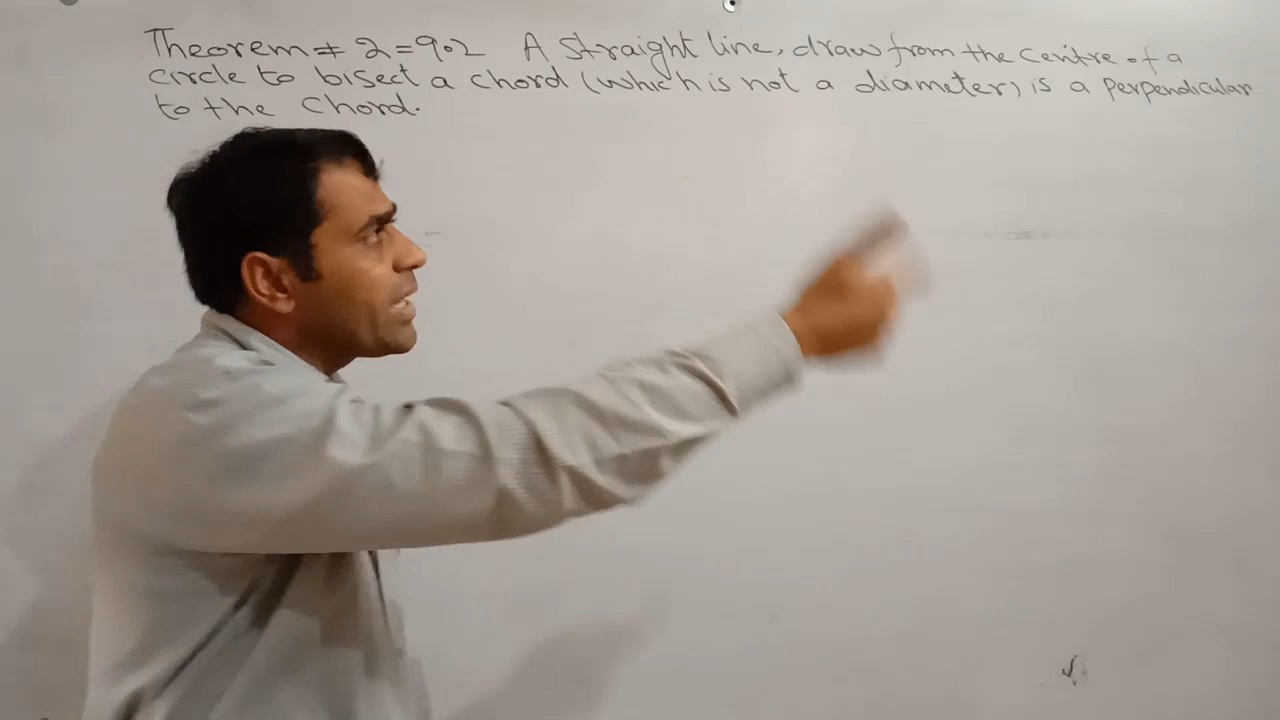 Theorem # 2=9.2 A straight line, draw from the centre of a
circle to bisect a chord (which is not a diameter) is a perpendicular
to the chord.